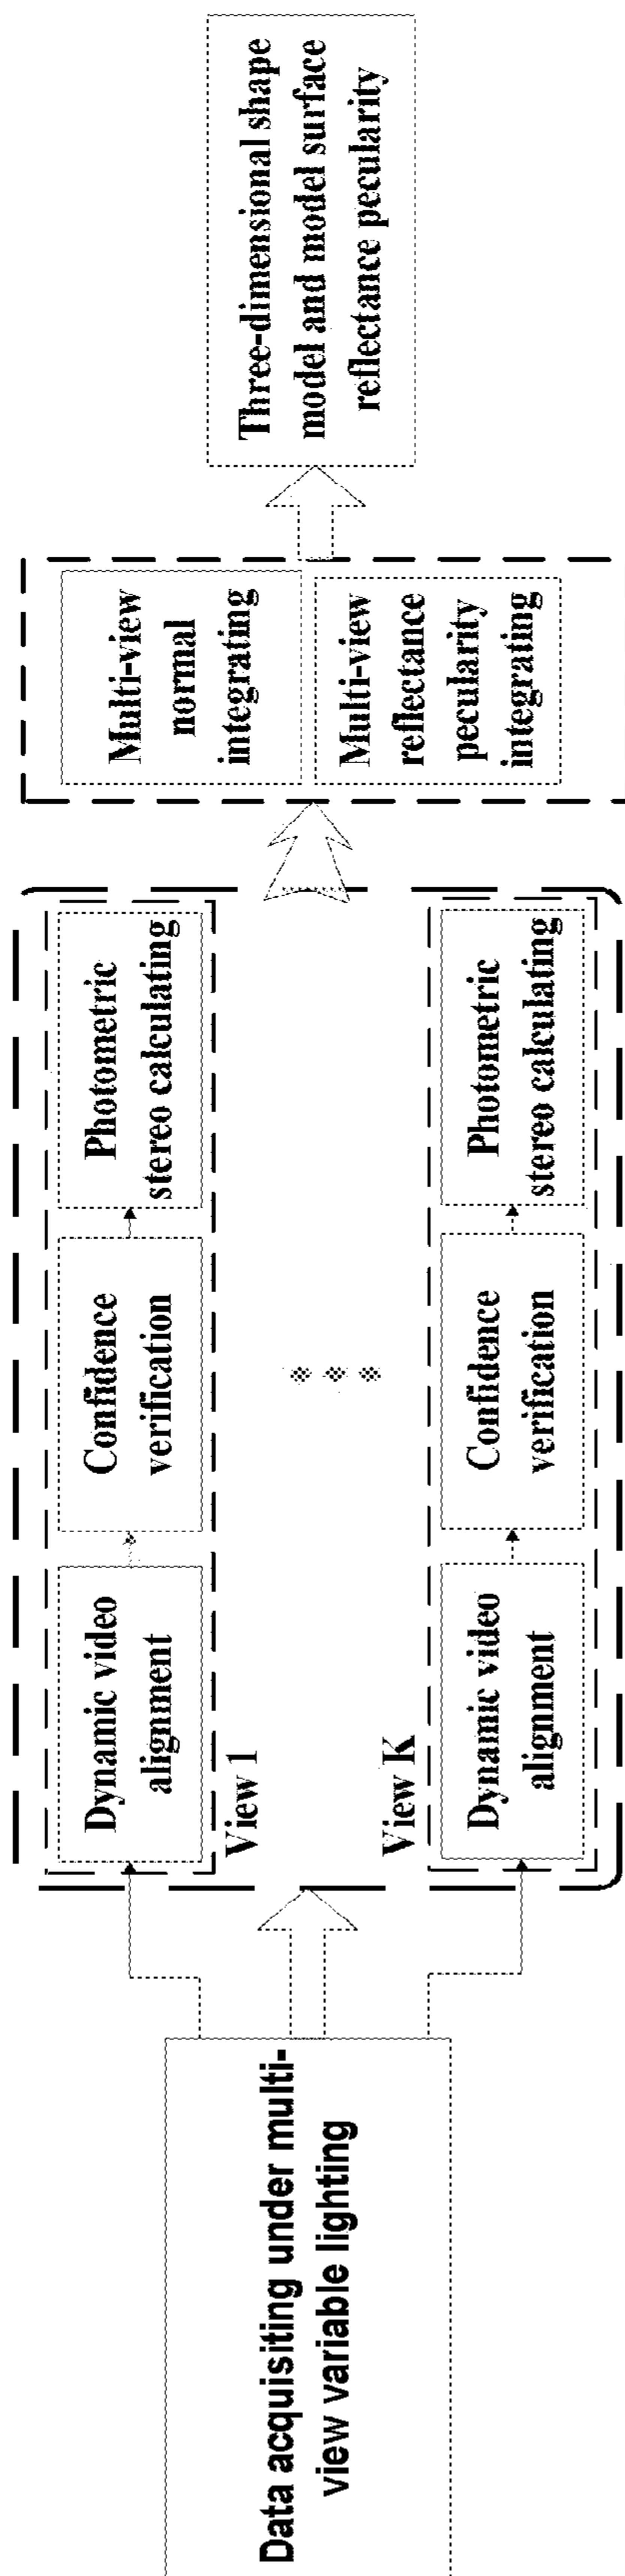 Data acquisiting under multi-
view variable lighting
Dynamic video
alignment
Confidence
verification
Photometric
stereo calculating
View 1
View K
Dynamic video
alignment
Confidence
verification
Photometric
stereo calculating
Multi-view
normal
integrating
Multi-view
reflectance
pecularity
integrating
Three-dimensional shape
model and model surface
reflectance pecularity